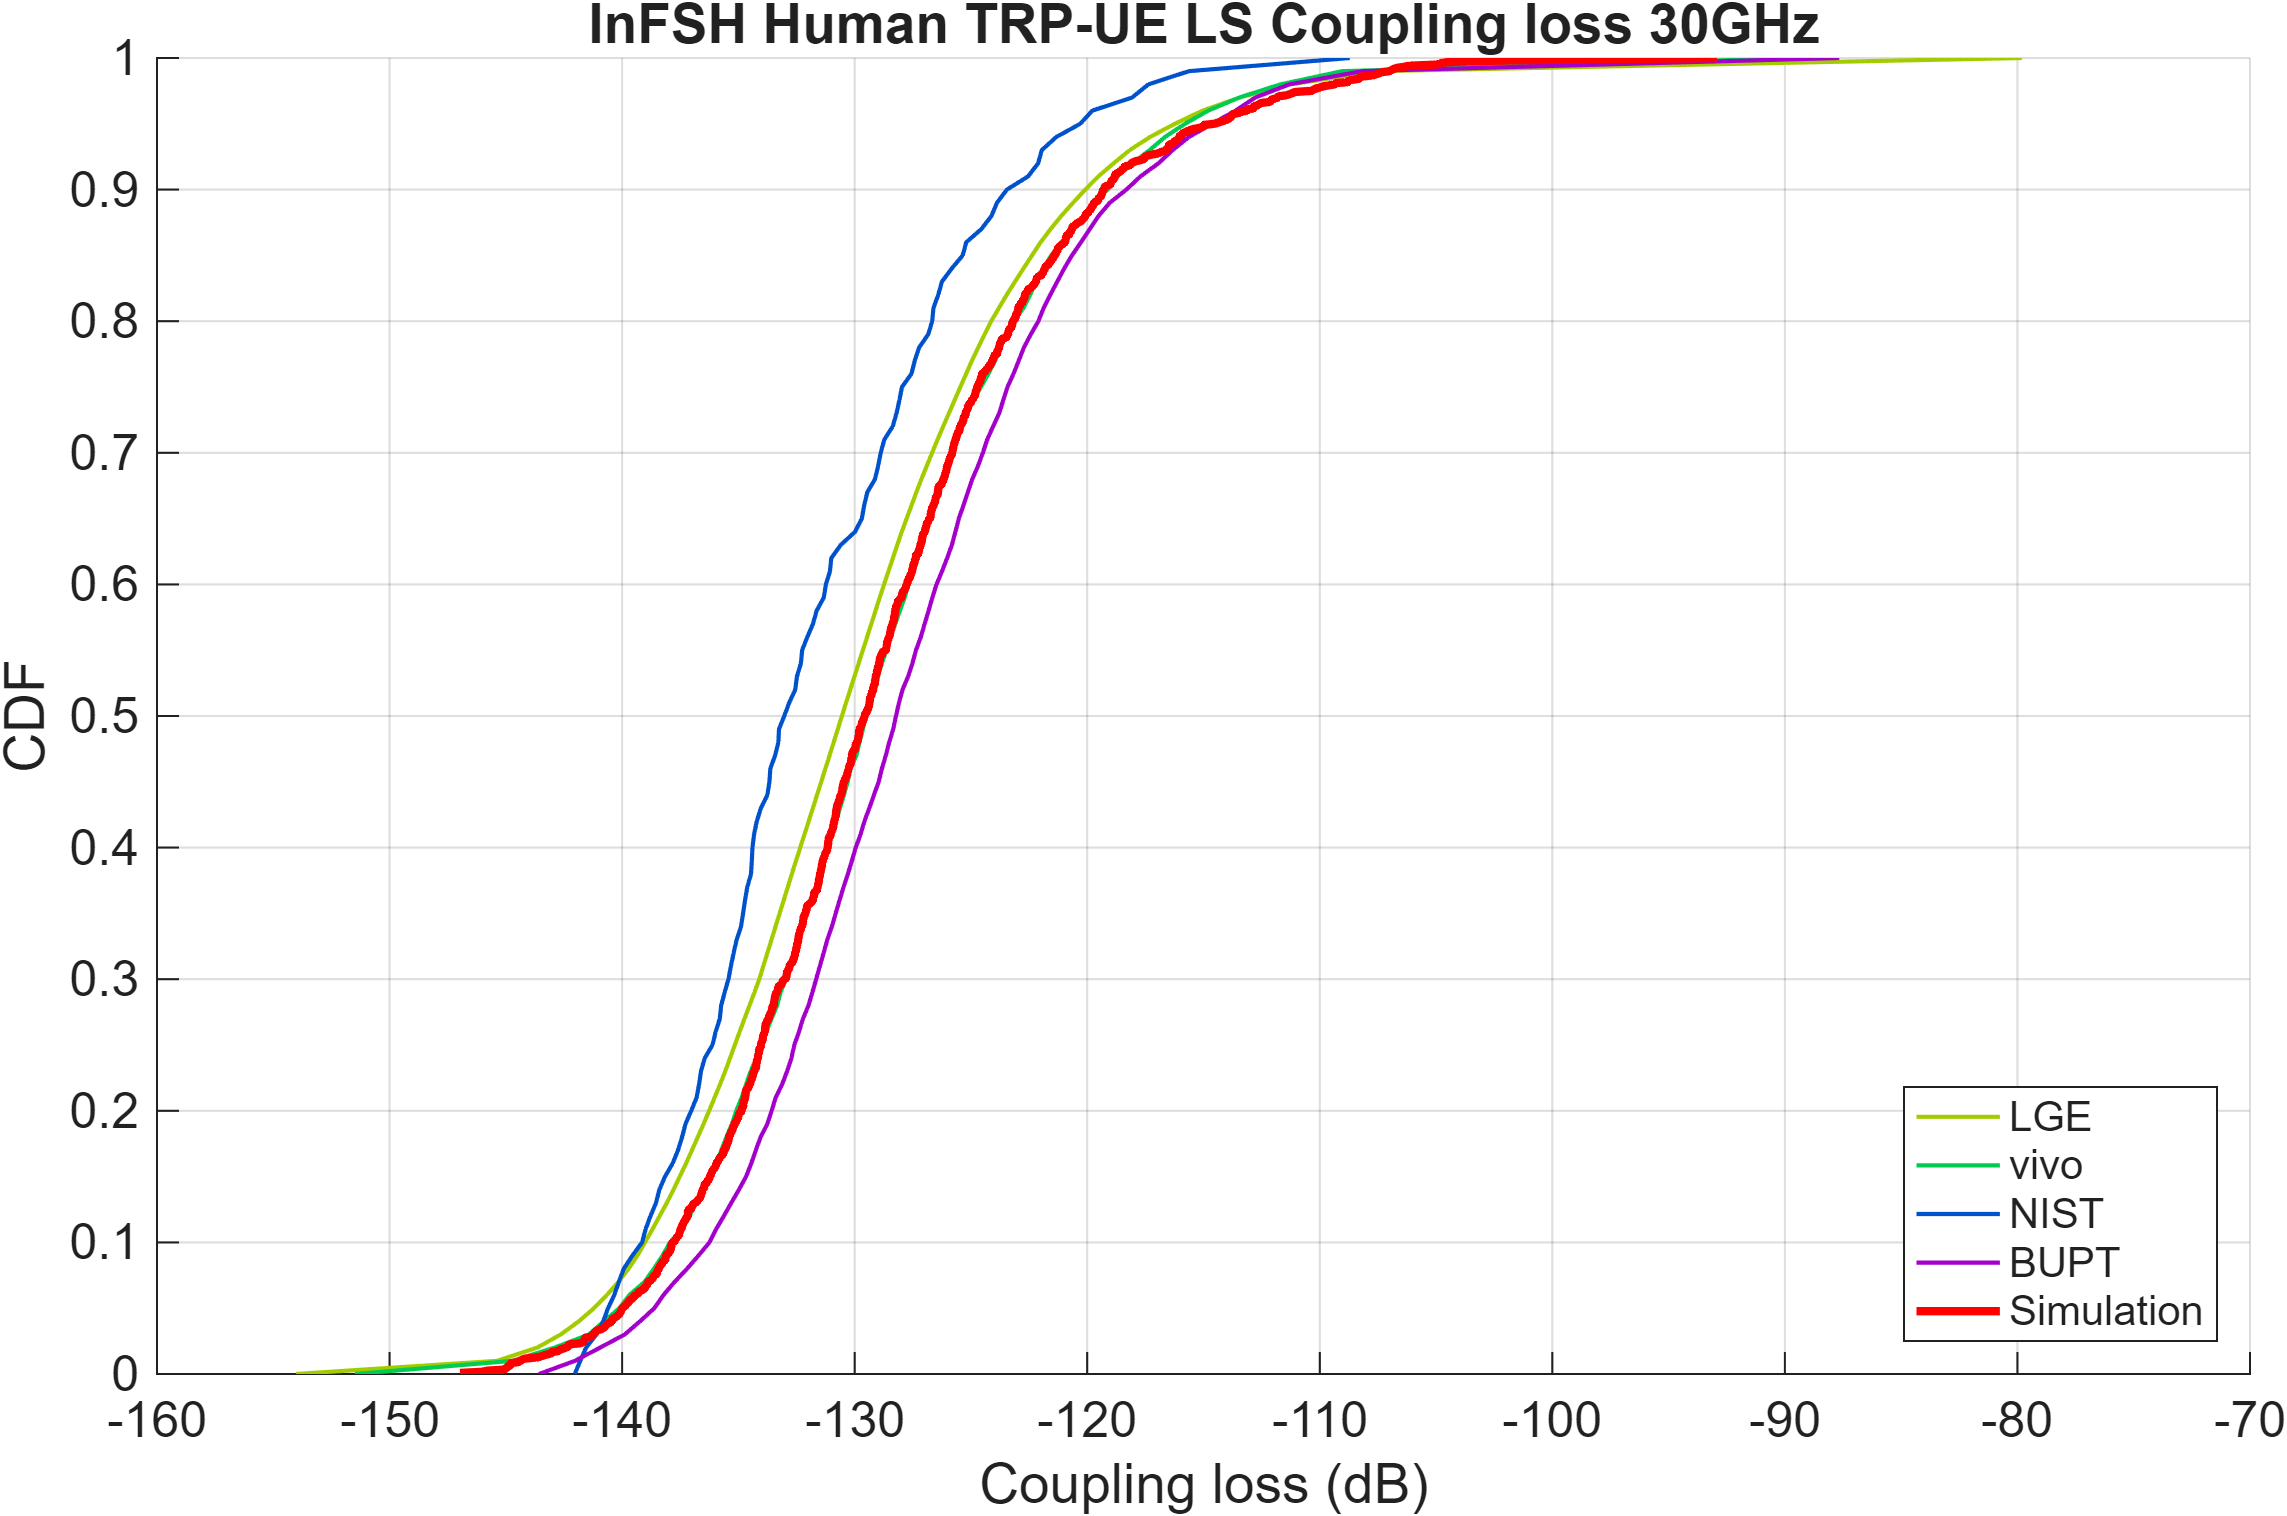 InFSH Human TRP-UE LS Coupling loss 30GHz
1
0.9
0.8
0.7
0.6
0.5
0.4
0.3
0.2
0.1
0
CDF
-160
-150
-140
-130
-120
-110
-100
-90
-80
-70
Coupling loss (dB)
LGE
vivo
NIST
BUPT
Simulation